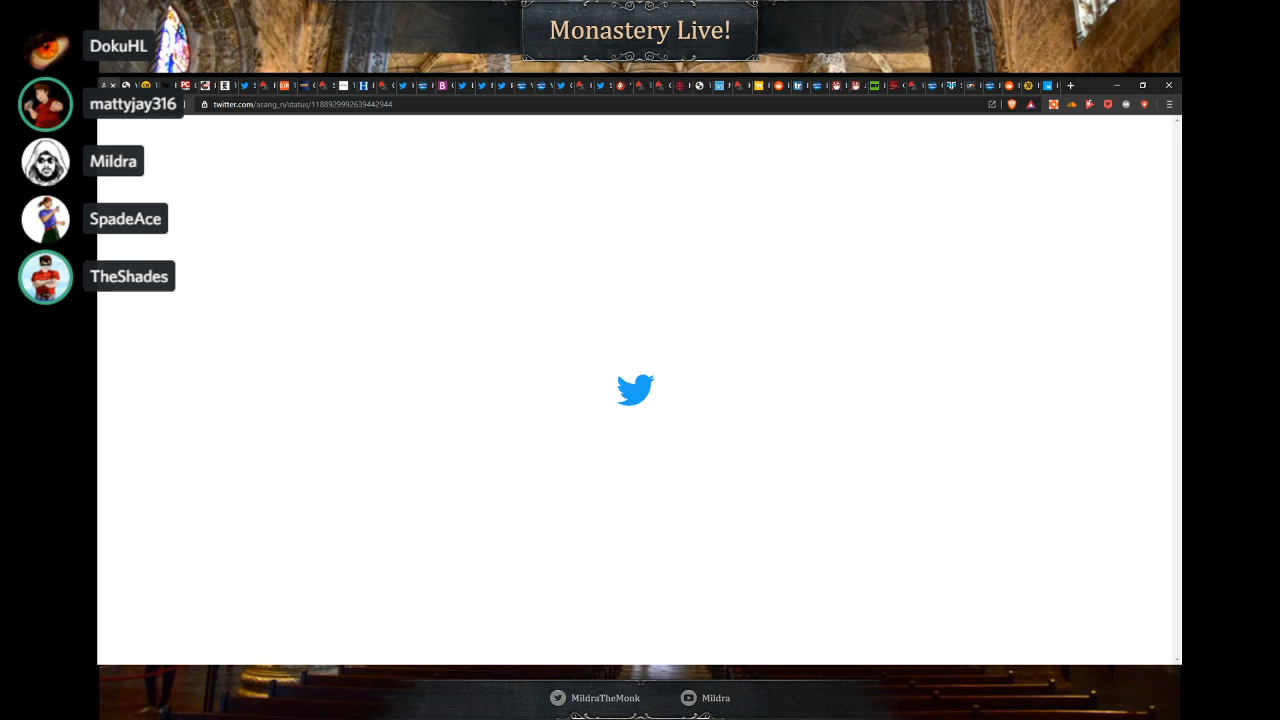 Monastery Live!
DokuHL
mattyjay316
Mildra
SpadeAce
TheShades
twitter.com/asang_n/status/1188929992639442944
MildraTheMonk
Mildra